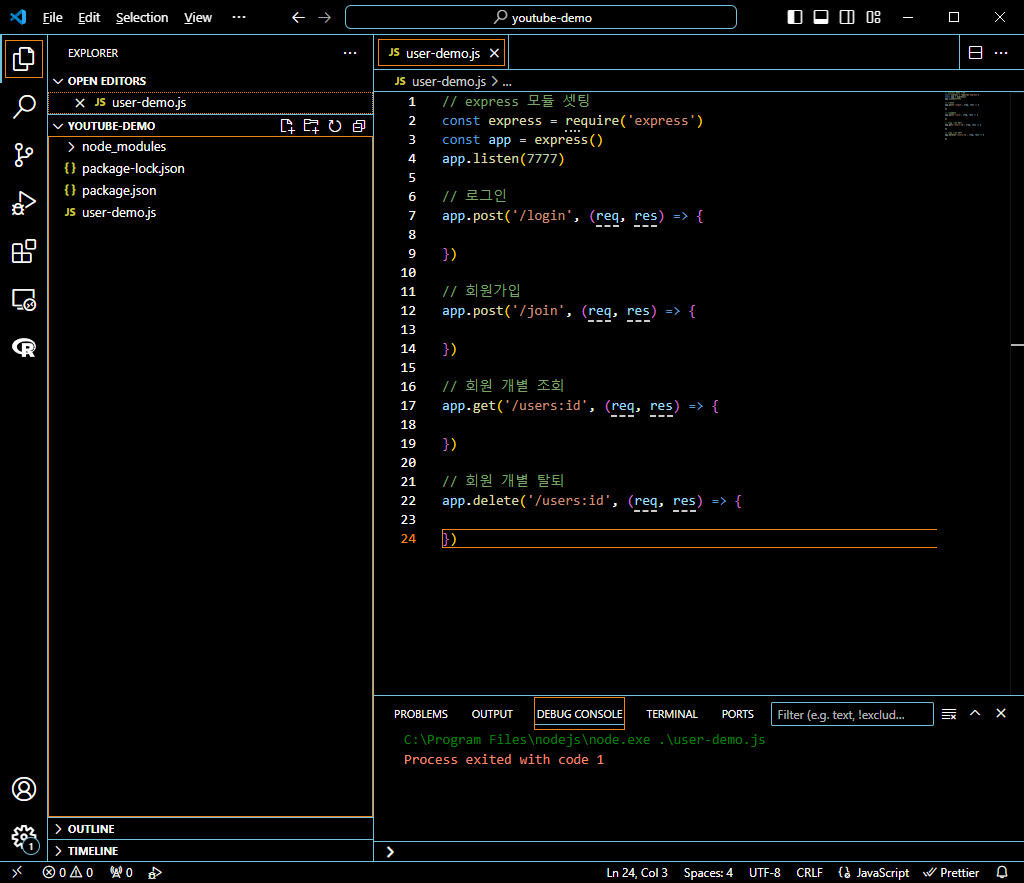 File Edit Selection View ··· youtube-demo
EXPLORER ···
OPEN EDITORS
JS user-demo.js
YOUTUBE-DEMO
node_modules
{} package-lock.json
{} package.json
JS user-demo.js
OUTLINE
TIMELINE
JS user-demo.js
JS user-demo.js > ...
1 // express 모듈 셋팅
2 const express = require('express')
3 const app = express()
4 app.listen(7777)
5
6 // 로그인
7 app.post('/login', (req, res) => {
8
9 })
10
11 // 회원가입
12 app.post('/join', (req, res) => {
13
14 })
15
16 // 회원 개별 조회
17 app.get('/users:id', (req, res) => {
18
19 })
20
21 // 회원 개별 탈퇴
22 app.delete('/users:id', (req, res) => {
23
24 })
PROBLEMS OUTPUT DEBUG CONSOLE TERMINAL PORTS Filter (e.g. text, !exclud...
C:\Program Files\nodejs\node.exe .\user-demo.js
Process exited with code 1
>
1
0 0 0 Ln 24, Col 3 Spaces: 4 UTF-8 CRLF {} JavaScript Prettier